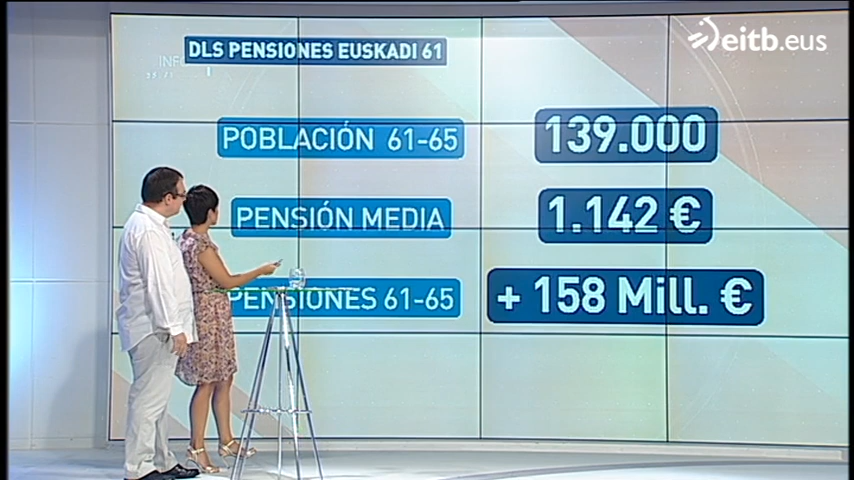 eitb.eus
DLS PENSIONES EUSKADI 61
POBLACIÓN 61-65
139.000
PENSIÓN MEDIA
1.142 €
PENSIONES 61-65
+ 158 Mill. €